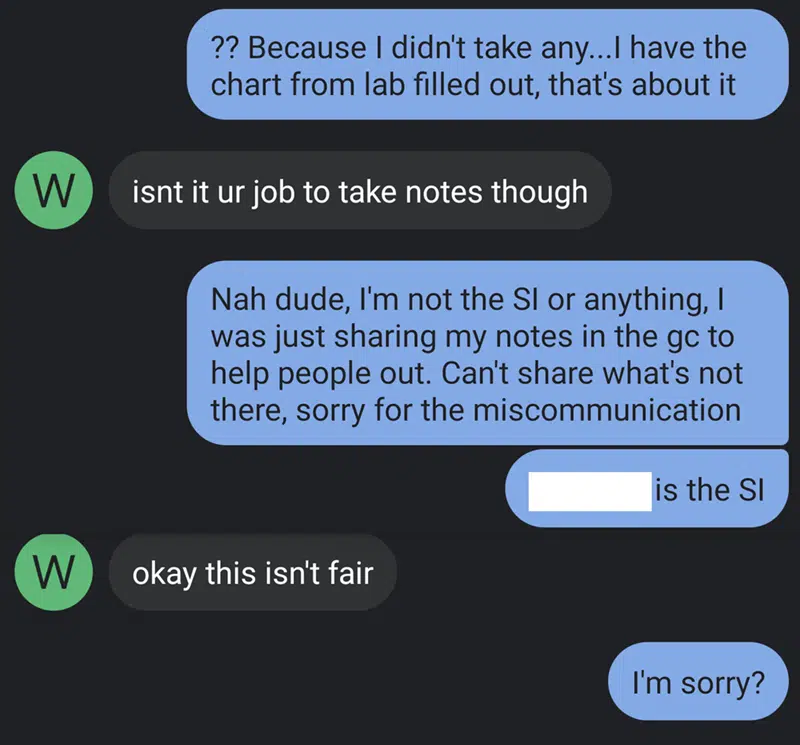 ?? Because I didn't take any...I have the
chart from lab filled out, that's about it
W
isnt it ur job to take notes though
Nah dude, I'm not the SI or anything, I
was just sharing my notes in the gc to
help people out. Can't share what's not
there, sorry for the miscommunication
is the SI
W
okay this isn't fair
I'm sorry?